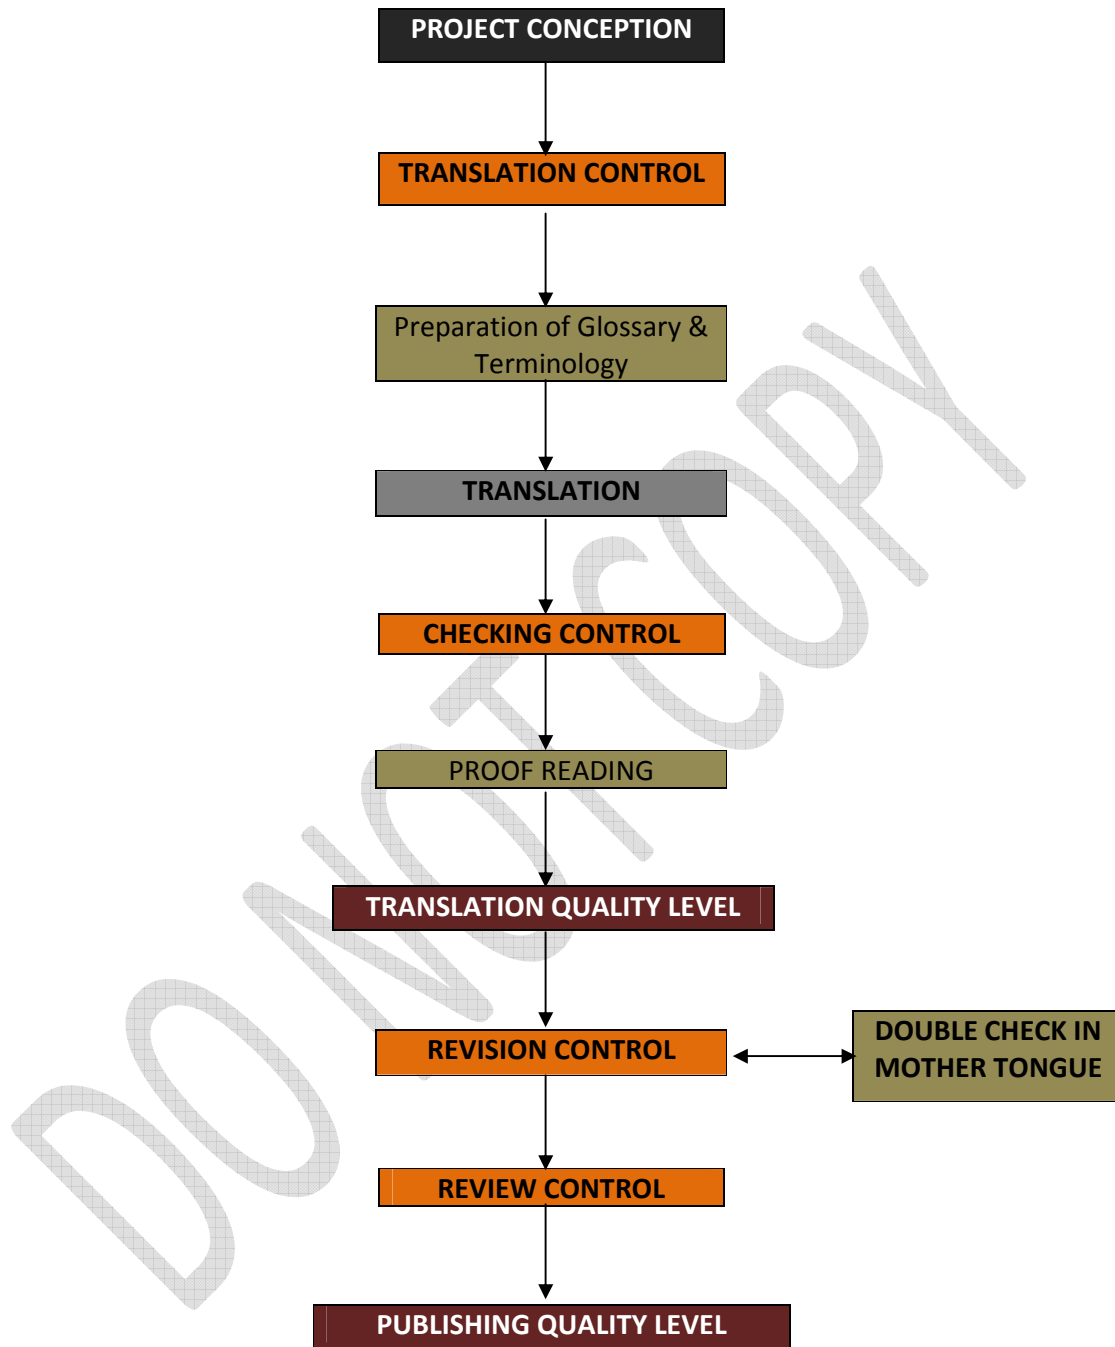 PROJECT CONCEPTION
TRANSLATION CONTROL
Preparation of Glossary &
Terminology
TRANSLATION
CHECKING CONTROL
PROOF READING
TRANSLATION QUALITY LEVEL
REVISION CONTROL
DOUBLE CHECK IN
MOTHER TONGUE
REVIEW CONTROL
PUBLISHING QUALITY LEVEL
DO NOT COPY